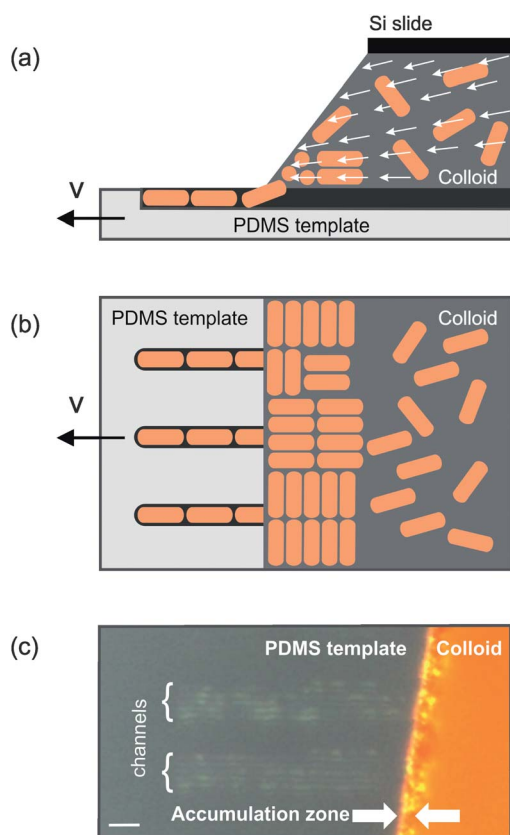 (a)
Si slide
Colloid
V
PDMS template
(b)
PDMS template
Colloid
V
(c)
PDMS template
Colloid
channels
Accumulation zone